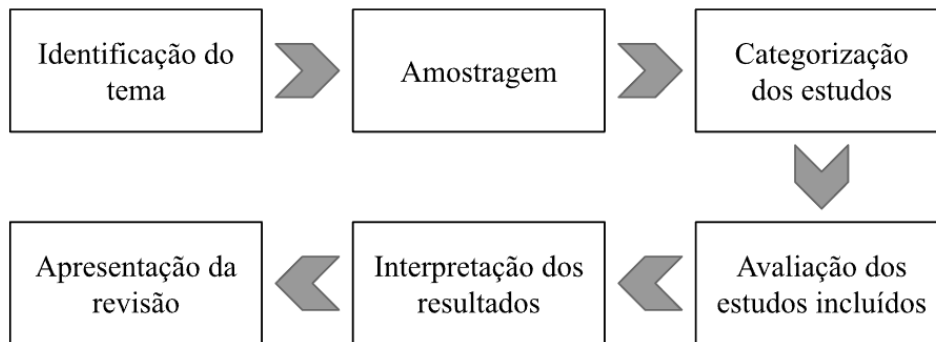 Identificação do
tema
Amostragem
Categorização
dos estudos
Avaliação dos
estudos incluídos
Interpretação dos
resultados
Apresentação da
revisão